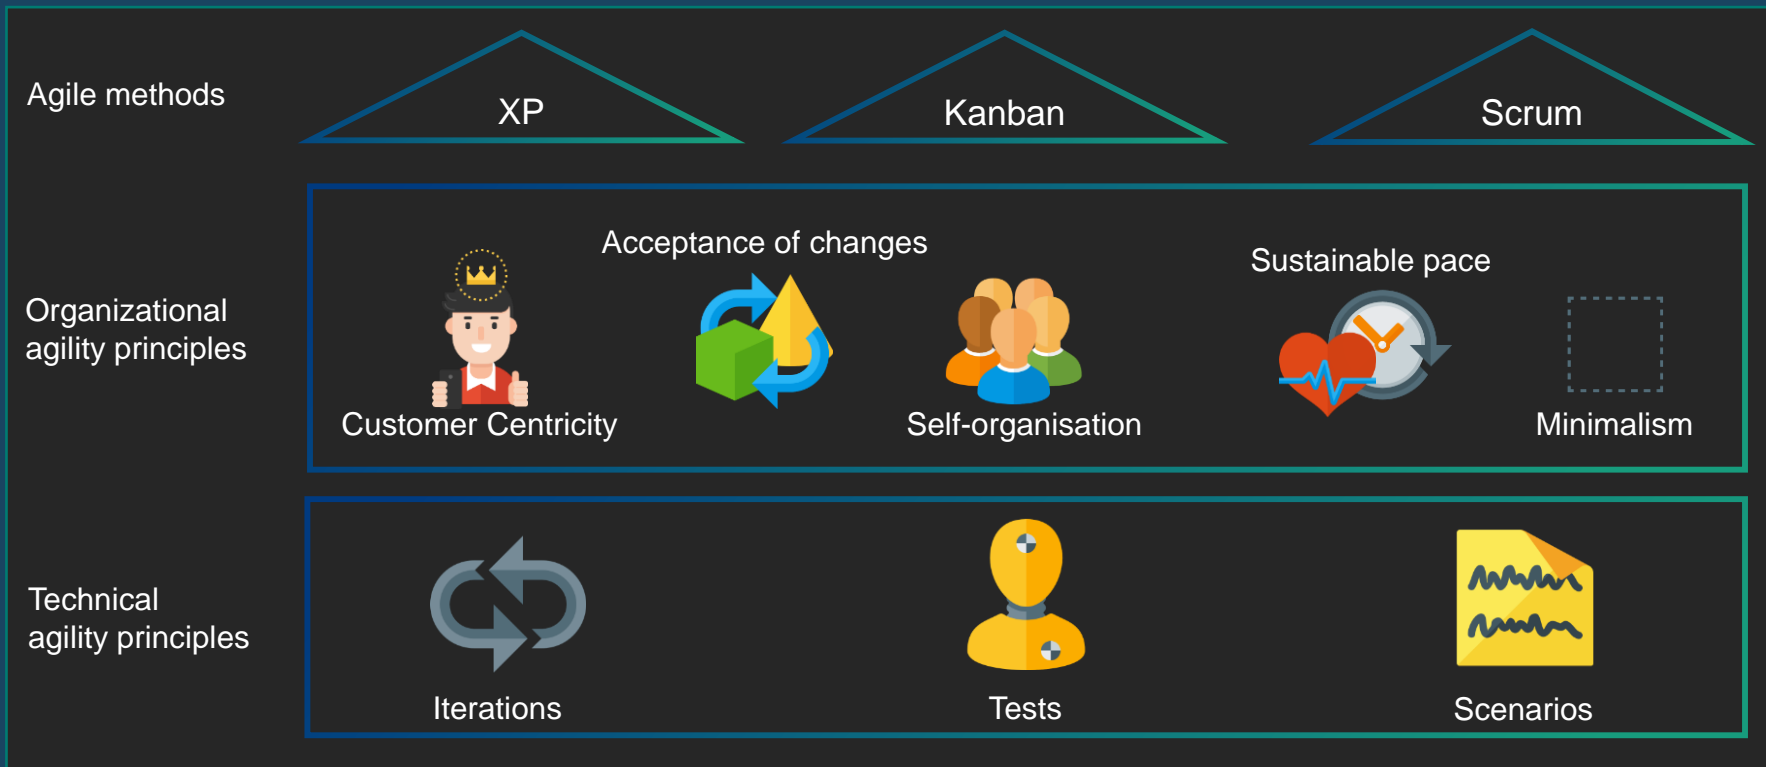 Agile methods
XP
Kanban
Scrum
Organizational
agility principles
Acceptance of changes
Sustainable pace
Customer Centricity
Self-organisation
Minimalism
Technical
agility principles
Iterations
Tests
Scenarios